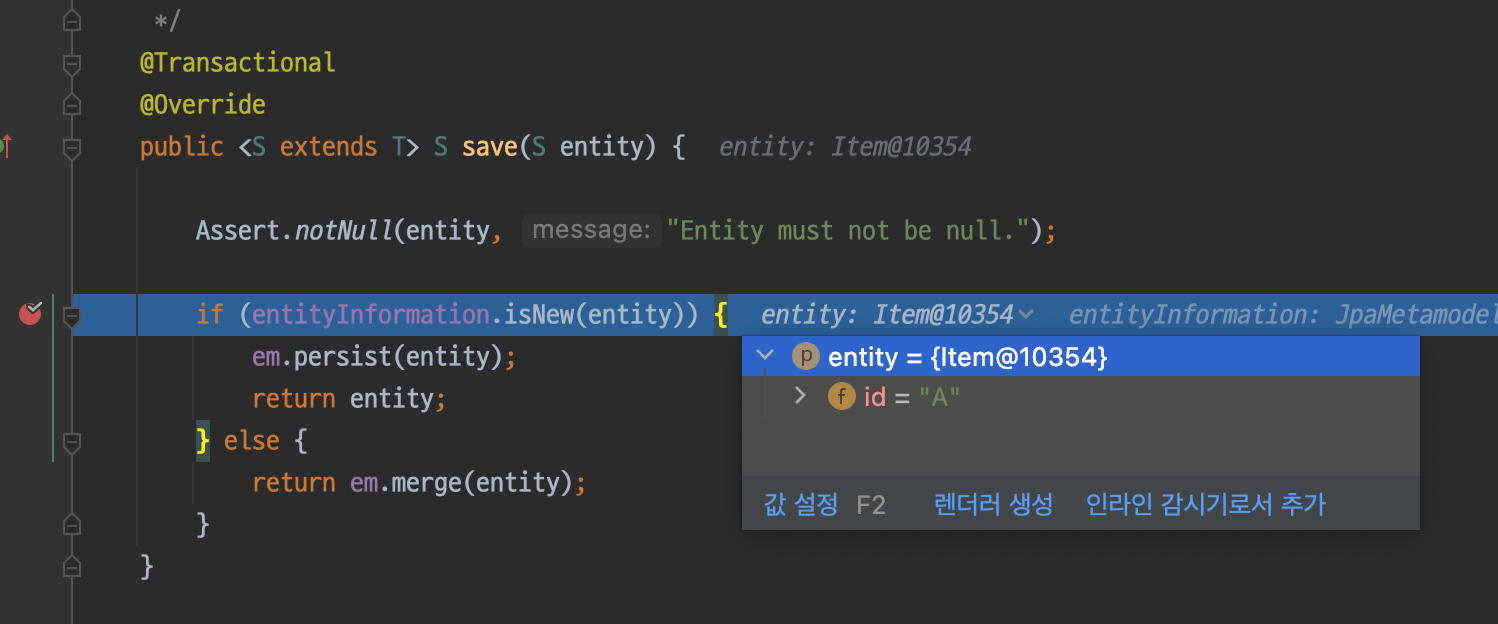 */
@Transactional
@Override
public <S extends T> S save(S entity) {  entity: Item@10354
Assert.notNull(entity, message: "Entity must not be null.");
if (entityInformation.isNew(entity)) {  entity: Item@10354  entityInformation: JpaMetamodel
p entity = {Item@10354}
em.persist(entity);
f id = "A"
return entity;
} else {
return em.merge(entity);
값 설정 F2 렌더러 생성 인라인 감시기로서 추가
}
}